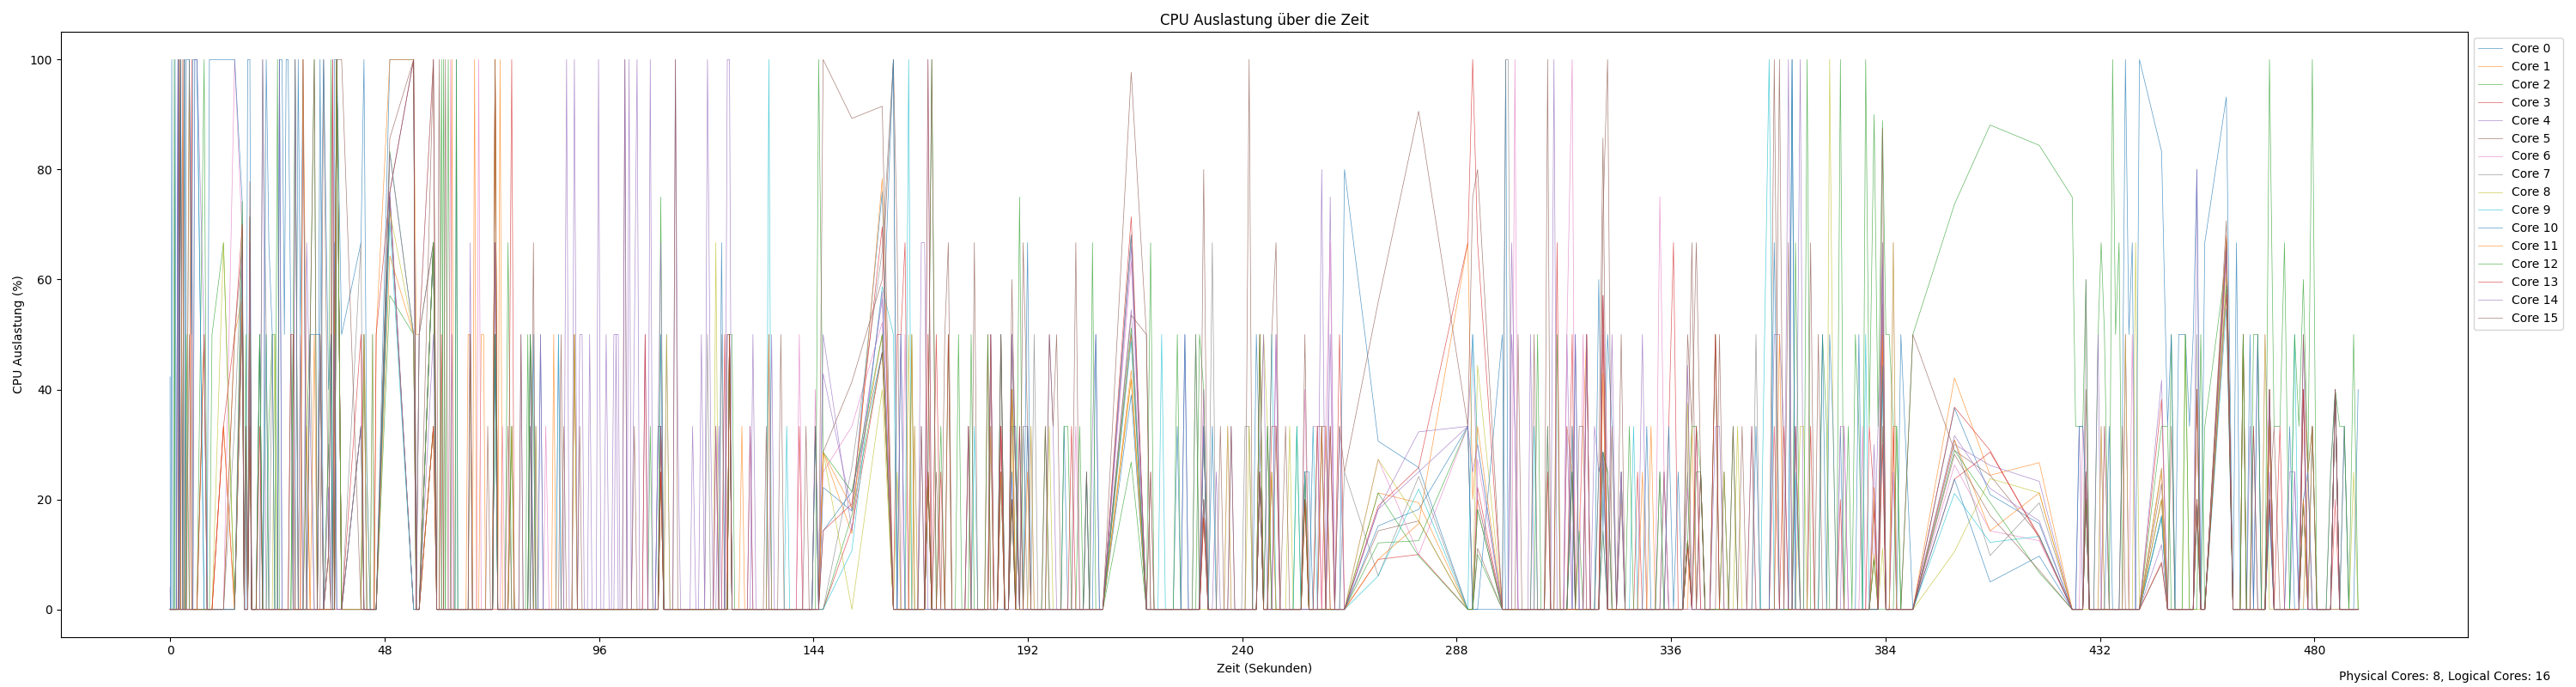 CPU Auslastung über die Zeit
CPU Auslastung (%)
100
80
60
40
20
0
0 48 96 144 192 240 288 336 384 432 480
Zeit (Sekunden)
Core 0
Core 1
Core 2
Core 3
Core 4
Core 5
Core 6
Core 7
Core 8
Core 9
Core 10
Core 11
Core 12
Core 13
Core 14
Core 15
Physical Cores: 8, Logical Cores: 16